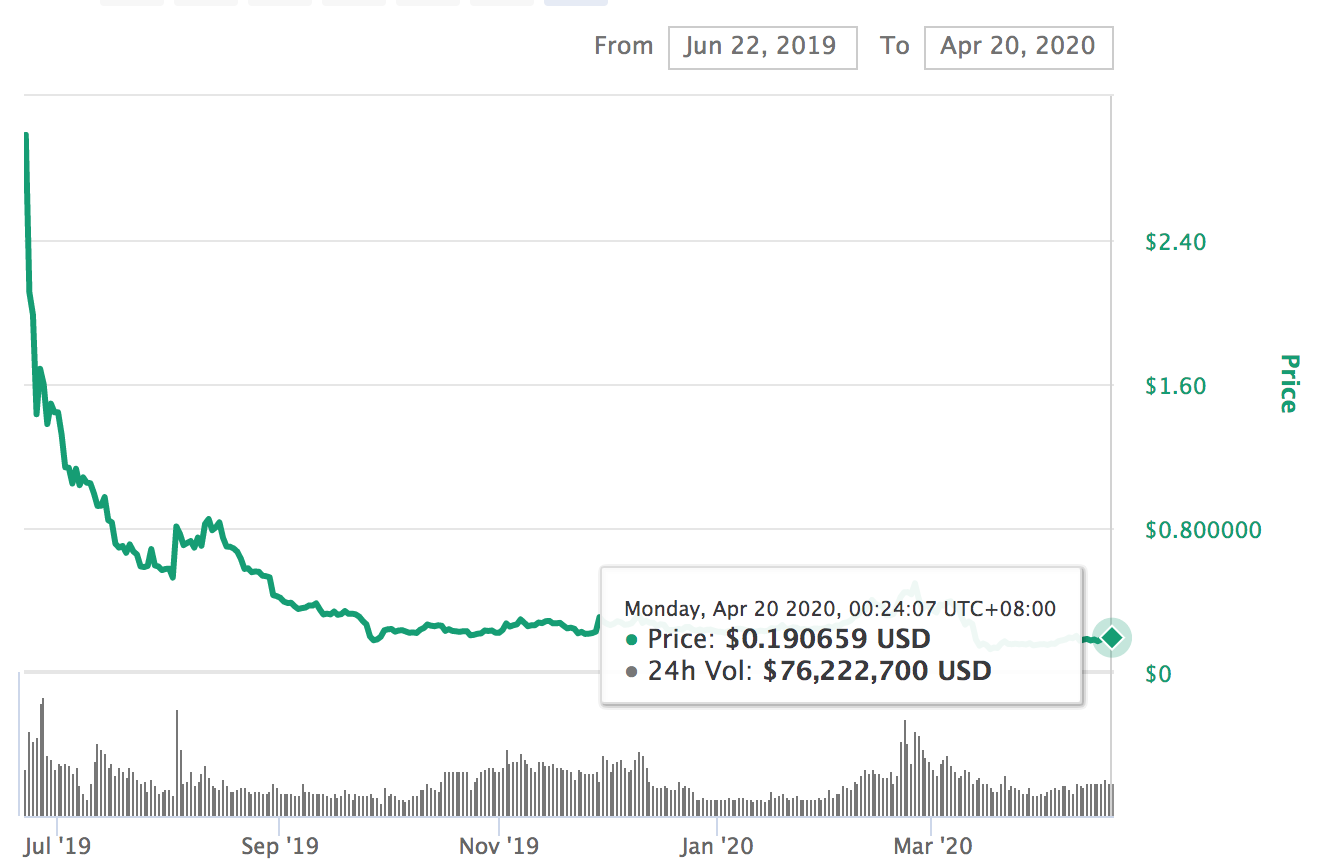 From Jun 22, 2019 To Apr 20, 2020
$2.40
$1.60
Price
$0.800000
Monday, Apr 20 2020, 00:24:07 UTC+08:00
Price: $0.190659 USD
24h Vol: $76,222,700 USD
$0
Jul '19 Sep '19 Nov '19 Jan '20 Mar '20